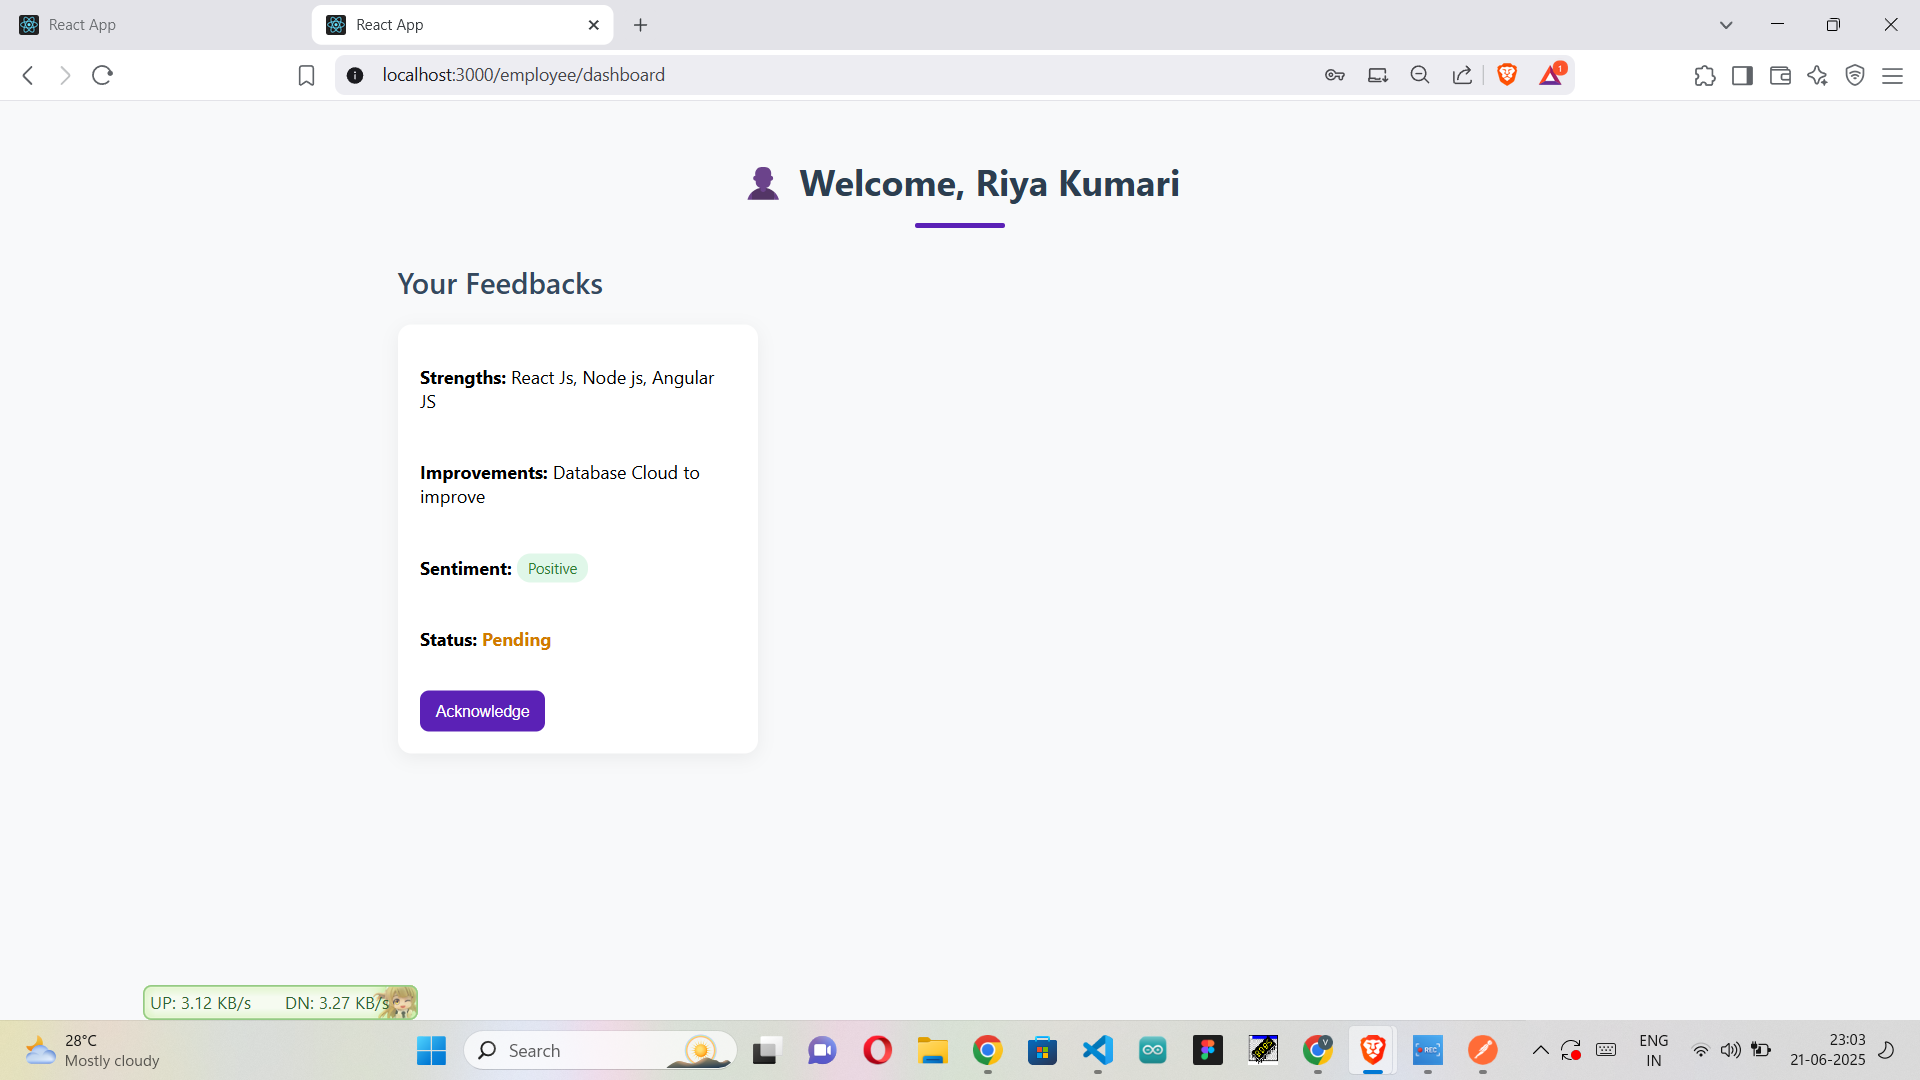 React App
React App
localhost:3000/employee/dashboard
1
Welcome, Riya Kumari
Your Feedbacks
Strengths: React Js, Node js, Angular
JS
Improvements: Database Cloud to
improve
Sentiment: Positive
Status: Pending
Acknowledge
UP: 3.12 KB/s DN: 3.27 KB/s
28°C
Mostly cloudy
Search
V
REC
ENG
IN
23:03
21-06-2025